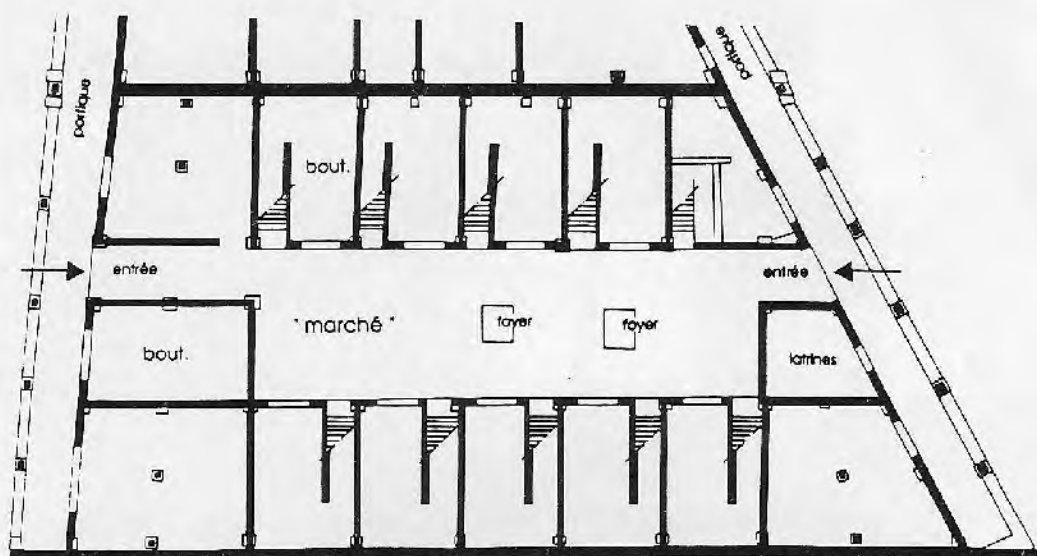 portique
portique
bout.
entrée
entrée
"marché"
foyer
foyer
bout.
latrines